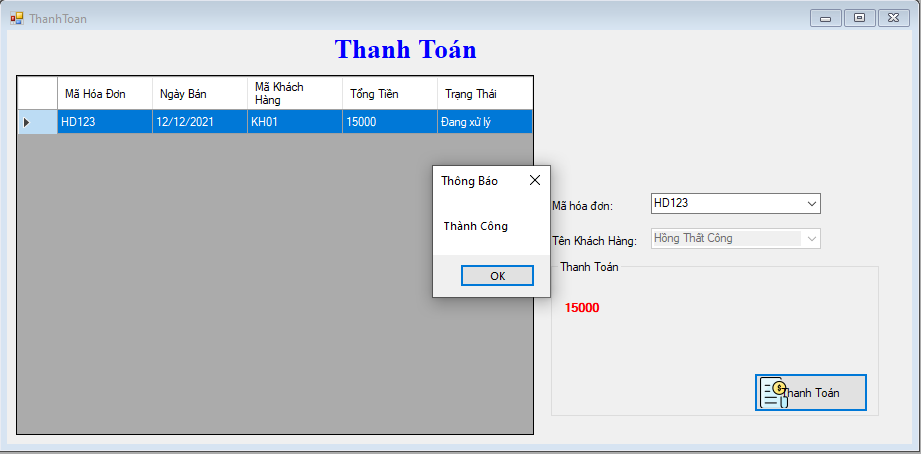 ThanhToan
Thanh Toán
Mã Hóa Đơn Ngày Bán Mã Khách Hàng Tổng Tiền Trạng Thái
HD123 12/12/2021 KH01 15000 Đang xử lý
Thông Báo
Thành Công
OK
Mã hóa đơn: HD123
Tên Khách Hàng: Hồng Thất Công
Thanh Toán
15000
Thanh Toán